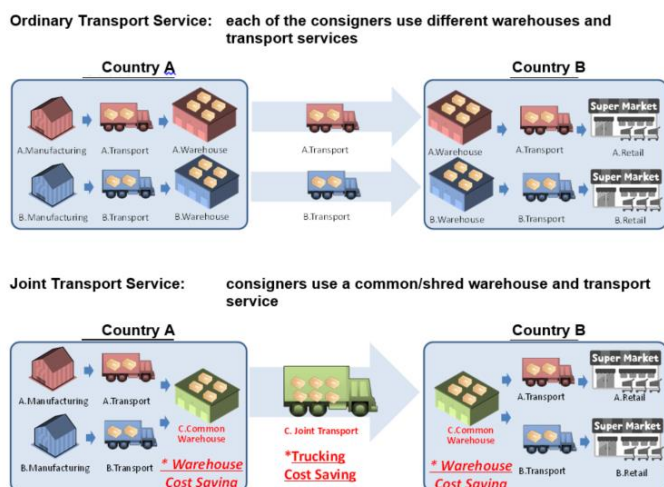 Ordinary Transport Service: each of the consigners use different warehouses and
transport services
Country A
Country B
Super Market
A.Manufacturing
A.Transport
A.Warehouse
A.Transport
A.Warehouse
A.Transport
A.Retail
Super Market
B.Manufacturing
B.Transport
B.Warehouse
B.Transport
B.Warehouse
B.Transport
B.Retail
Joint Transport Service: consigners use a common/shred warehouse and transport
service
Country A
Country B
Super Market
A.Manufacturing
A.Transport
A.Transport
A.Retail
C.Common
Warehouse
C. Joint Transport
C.Common
Warehouse
Super Market
B.Manufacturing
B.Transport
* Warehouse
Cost Saving
*Trucking
Cost Saving
* Warehouse
Cost Saving
B.Transport
B.Retail